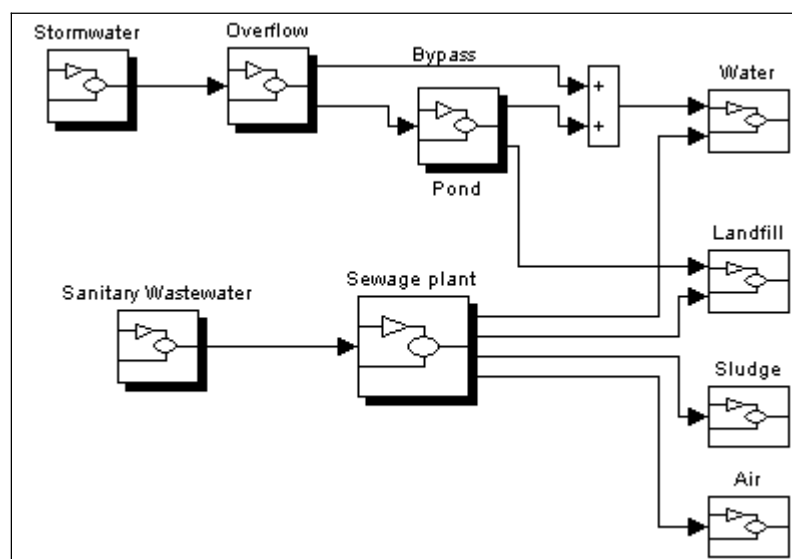 Stormwater
Overflow
Bypass
Water
+
+
Pond
Landfill
Sanitary Wastewater
Sewage plant
Sludge
Air